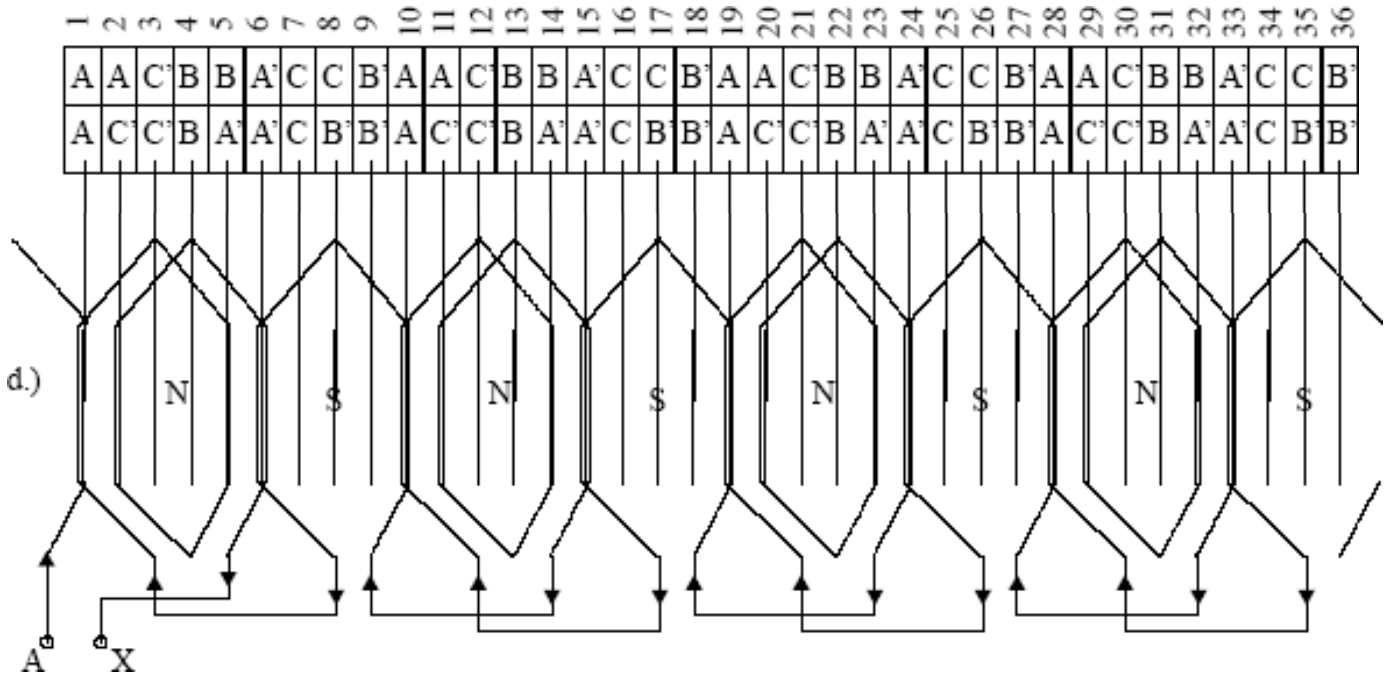 1 2 3 4 5 6 7 8 9 10 11 12 13 14 15 16 17 18 19 20 21 22 23 24 25 26 27 28 29 30 31 32 33 34 35 36
A A C' B B A' C C B' A A C' B B A' C C B' A A C' B B A' C C B' A A C' B B A' C C B'
A C' C' B A' A' C B' B' A C' C' B A' A' C B' B' A C' C' B A' A' C B' B' A C' C' B A' A' C B' B'
d.) N S N S N S N S
A X